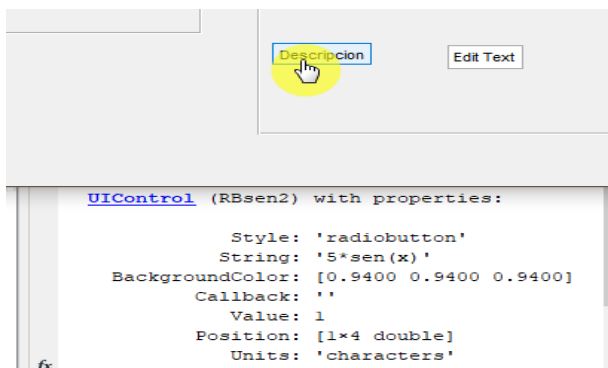 Descripcion
Edit Text
UIControl (RBsen2) with properties:
Style: 'radiobutton'
String: '5*sen(x)'
BackgroundColor: [0.9400 0.9400 0.9400]
Callback: ''
Value: 1
Position: [1×4 double]
Units: 'characters'
fx